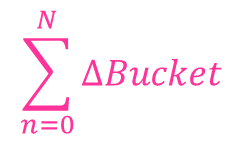 N
∑ ΔBucket
n=0